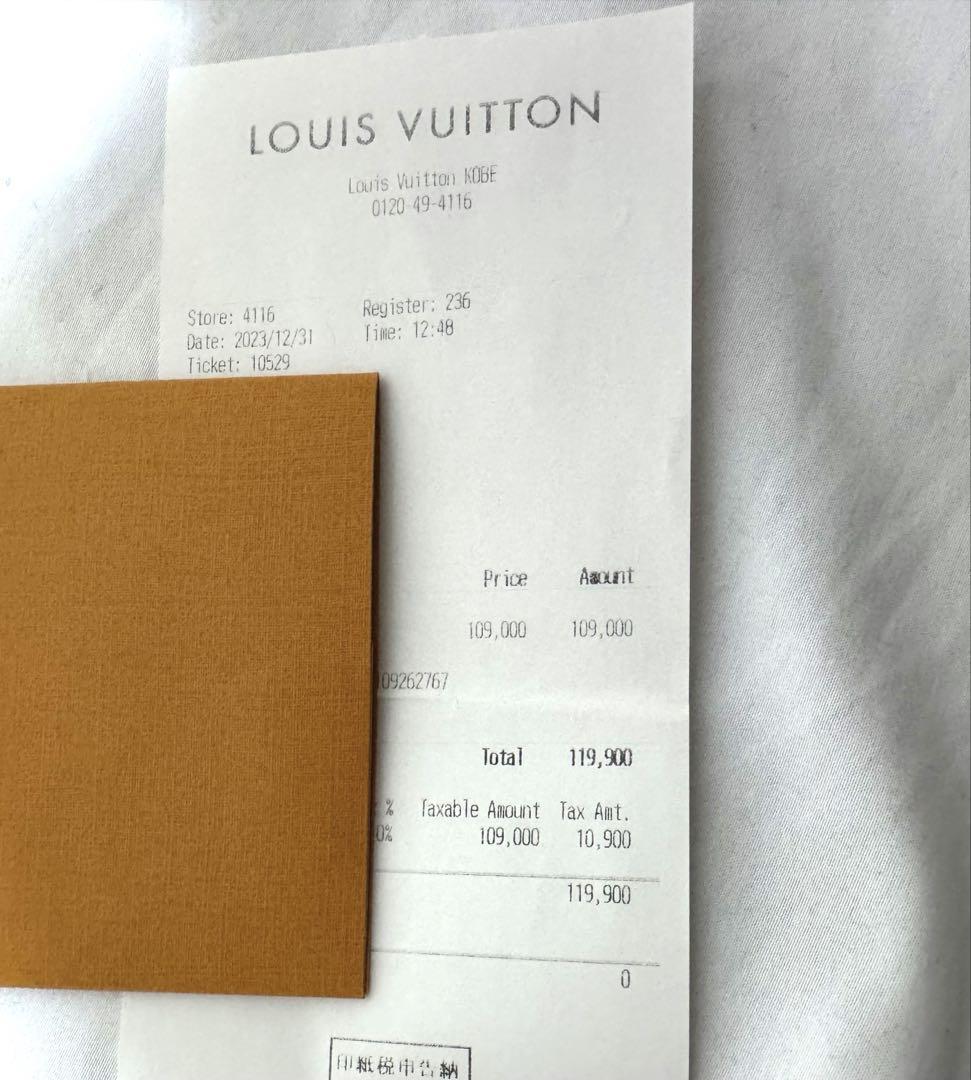 LOUIS VUITTON
Louis Vuitton KOBE
0120-49-4116
Store: 4116 Register: 236
Date: 2023/12/31 Time: 12:48
Ticket: 10529
Price Amount
109,000 109,000
09262767
Total 119,900
% Taxable Amount Tax Amt.
0% 109,000 10,900
119,900
0
印紙税申告納